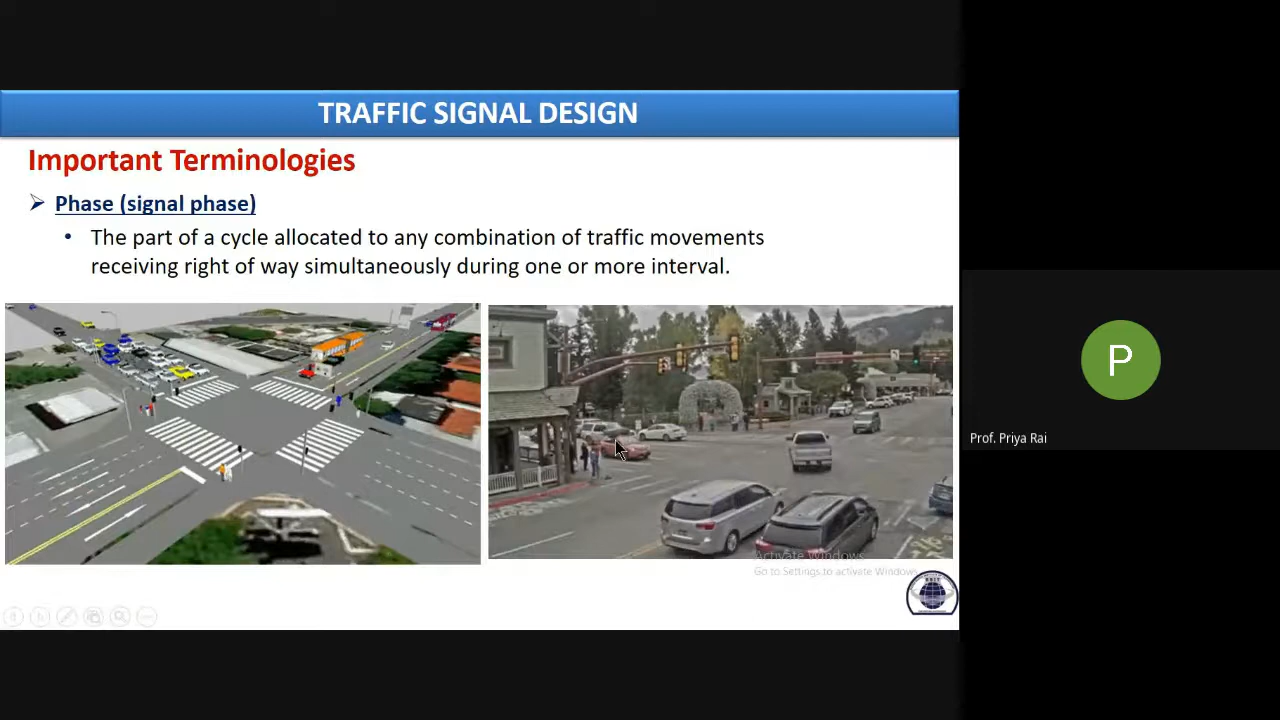 TRAFFIC SIGNAL DESIGN
Important Terminologies
Phase (signal phase)
The part of a cycle allocated to any combination of traffic movements
receiving right of way simultaneously during one or more interval.
Activate Windows
Go to Settings to activate Windows.
P
Prof. Priya Rai